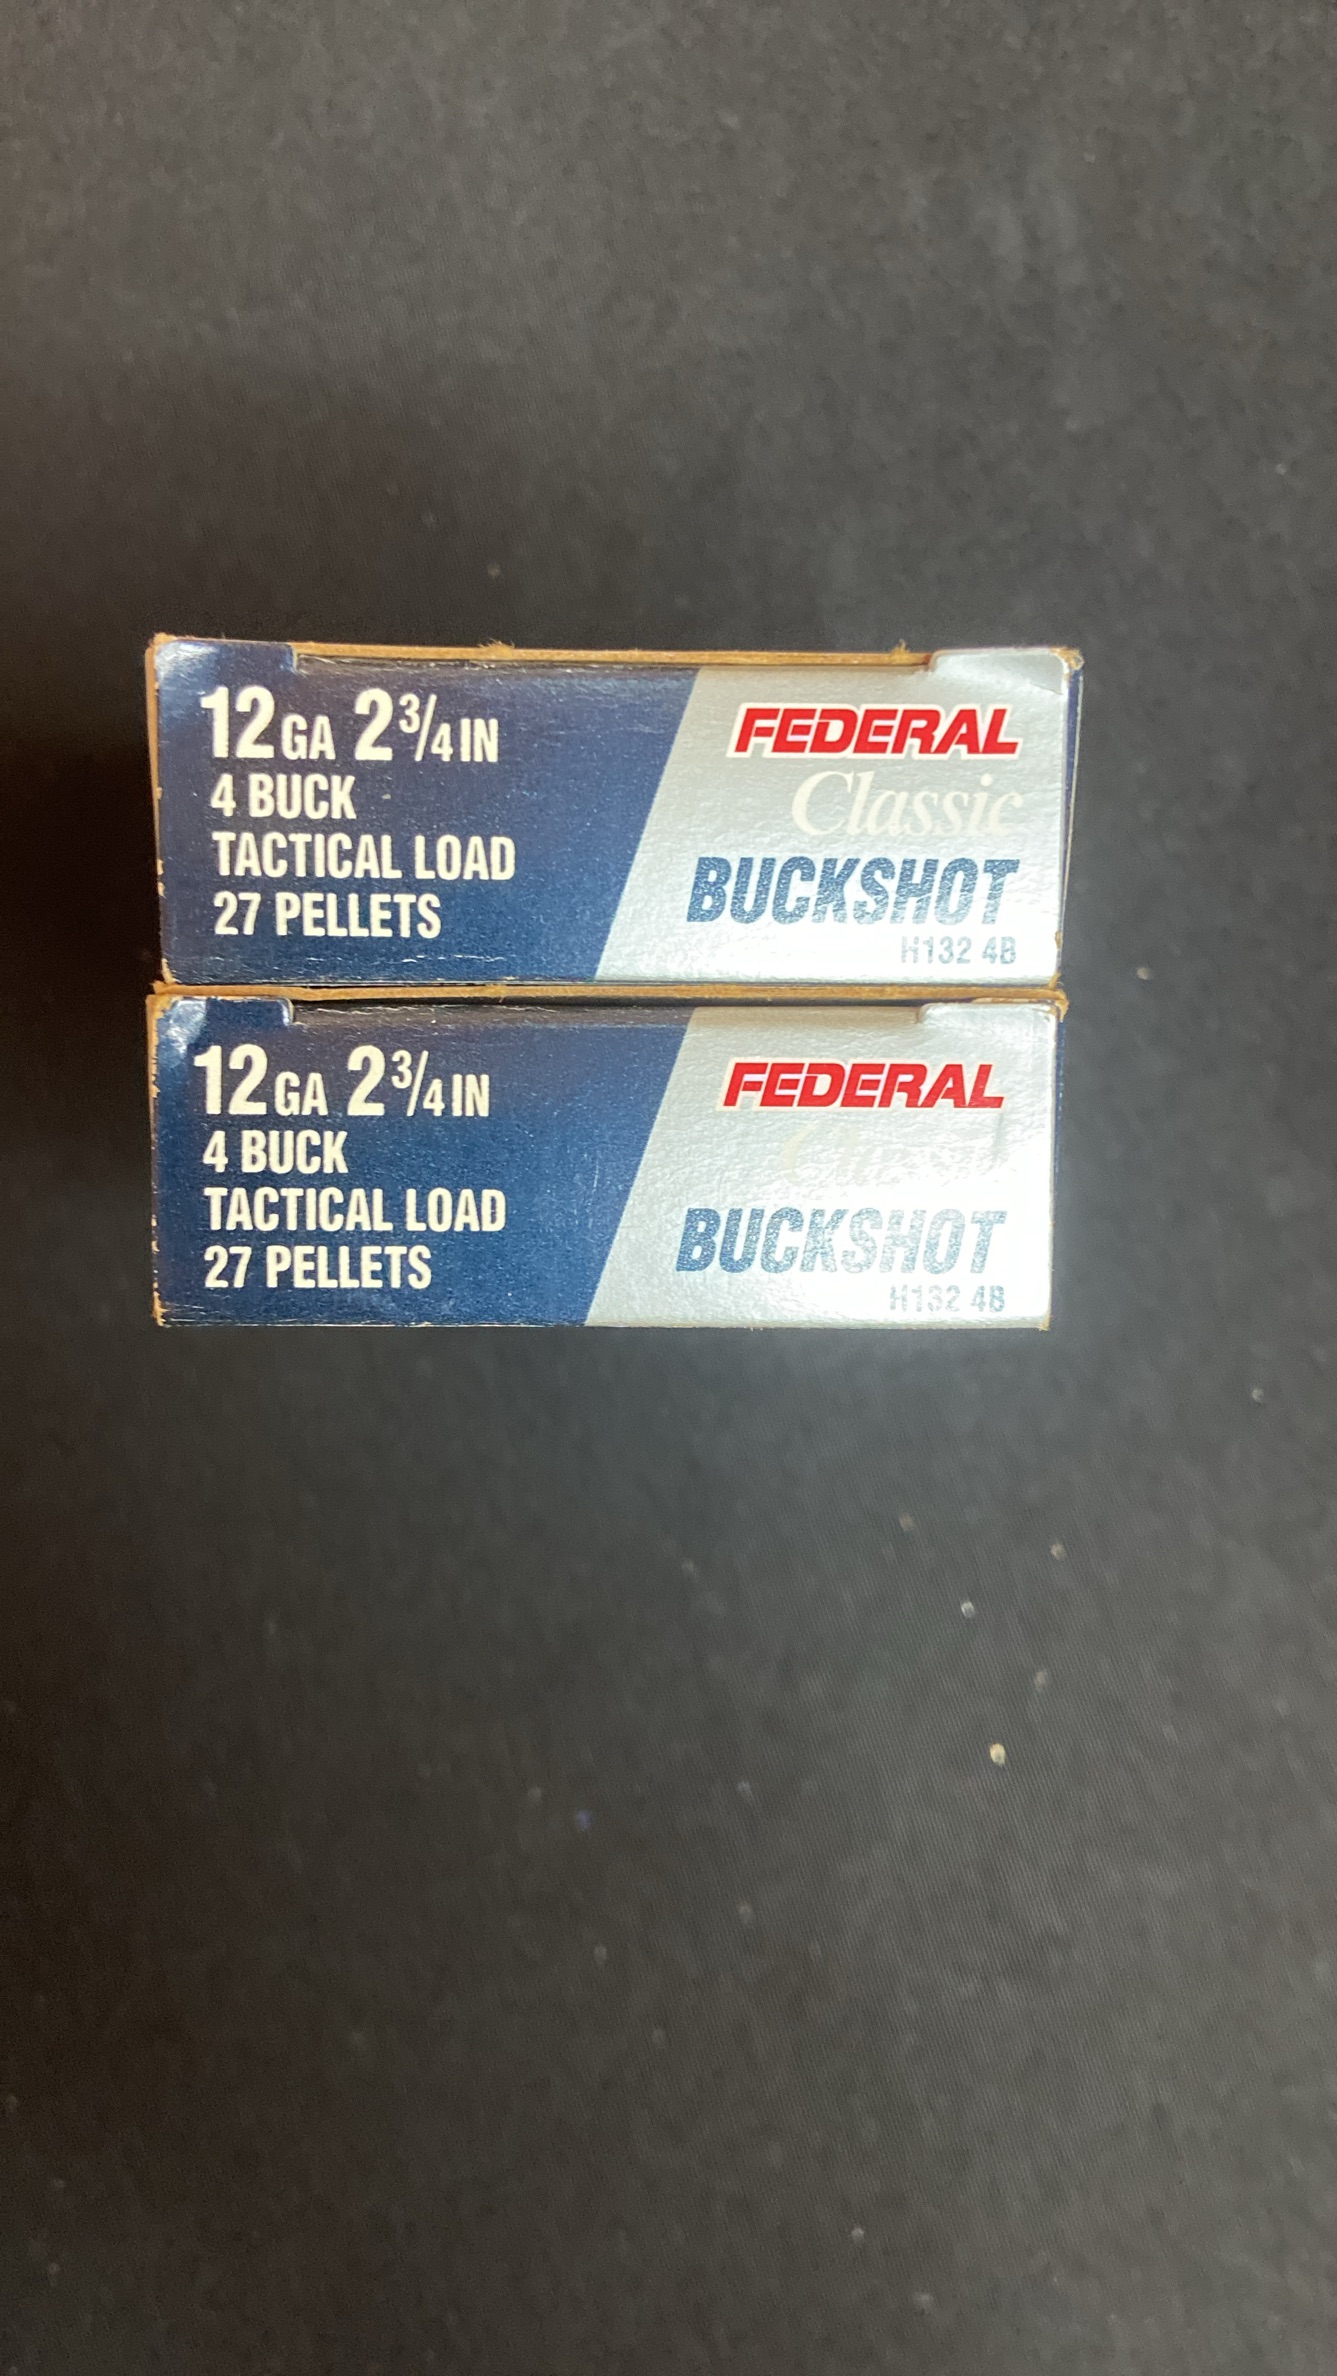 12 GA 2 3/4 IN
4 BUCK
TACTICAL LOAD
27 PELLETS
FEDERAL
Classic
BUCKSHOT
H132 4B
12 GA 2 3/4 IN
4 BUCK
TACTICAL LOAD
27 PELLETS
FEDERAL
Classic
BUCKSHOT
H132 4B